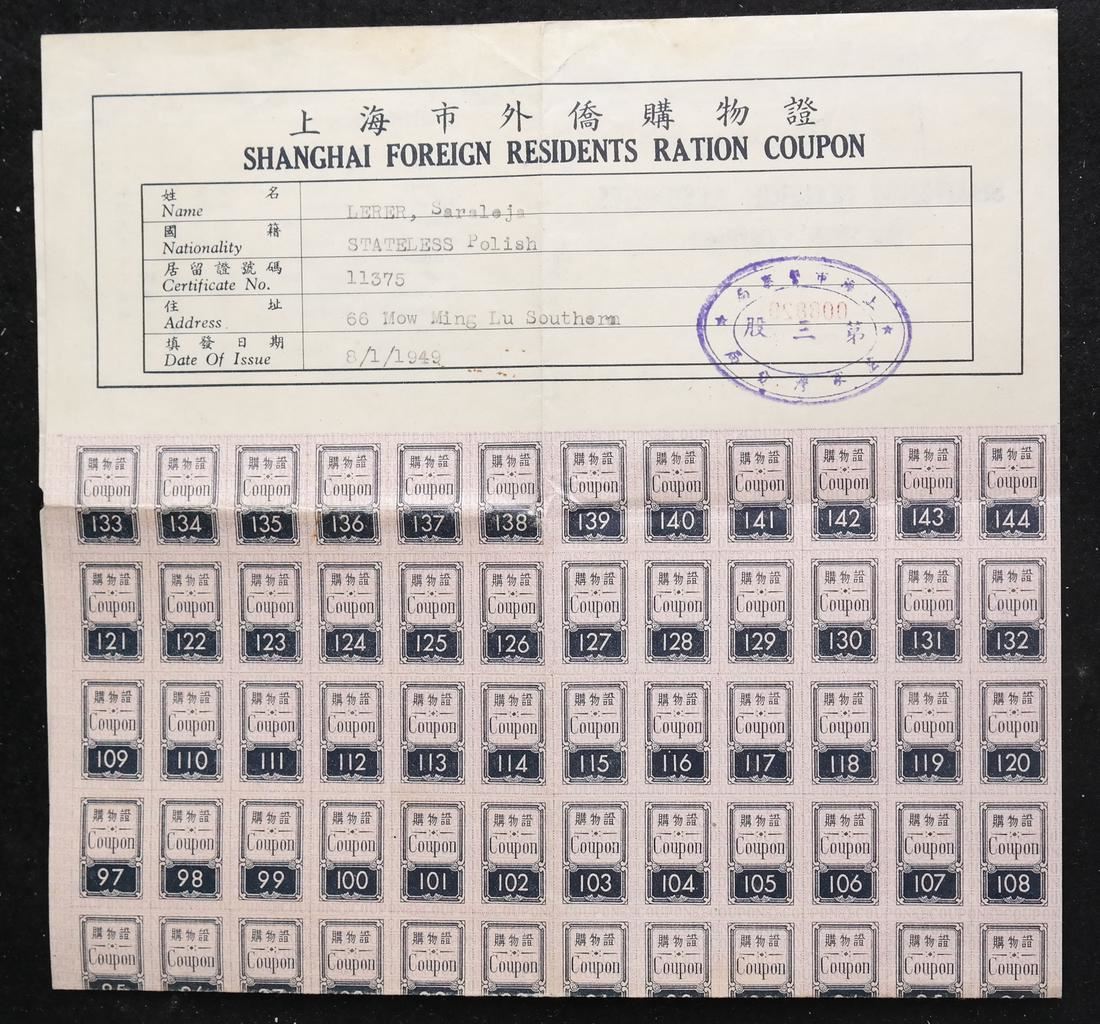 上海市外僑購物證
SHANGHAI FOREIGN RESIDENTS RATION COUPON
姓名
Name
LERER, Saraleja
國籍
Nationality
STATELESS Polish
居留證號碼
Certificate No.
11375
住址
Address
66 Mow Ming Lu Southern
填發日期
Date Of Issue
8/1/1949
上海市警察局
第三股
盧家灣分局
購物證 購物證 購物證 購物證 購物證 購物證 購物證 購物證 購物證 購物證 購物證 購物證
Coupon Coupon Coupon Coupon Coupon Coupon Coupon Coupon Coupon Coupon Coupon Coupon
133 134 135 136 137 138 139 140 141 142 143 144
購物證 購物證 購物證 購物證 購物證 購物證 購物證 購物證 購物證 購物證 購物證 購物證
Coupon Coupon Coupon Coupon Coupon Coupon Coupon Coupon Coupon Coupon Coupon Coupon
121 122 123 124 125 126 127 128 129 130 131 132
購物證 購物證 購物證 購物證 購物證 購物證 購物證 購物證 購物證 購物證 購物證 購物證
Coupon Coupon Coupon Coupon Coupon Coupon Coupon Coupon Coupon Coupon Coupon Coupon
109 110 111 112 113 114 115 116 117 118 119 120
購物證 購物證 購物證 購物證 購物證 購物證 購物證 購物證 購物證 購物證 購物證 購物證
Coupon Coupon Coupon Coupon Coupon Coupon Coupon Coupon Coupon Coupon Coupon Coupon
97 98 99 100 101 102 103 104 105 106 107 108
購物證 購物證 購物證 購物證 購物證 購物證 購物證 購物證 購物證 購物證 購物證 購物證
Coupon Coupon Coupon Coupon Coupon Coupon Coupon Coupon Coupon Coupon Coupon Coupon